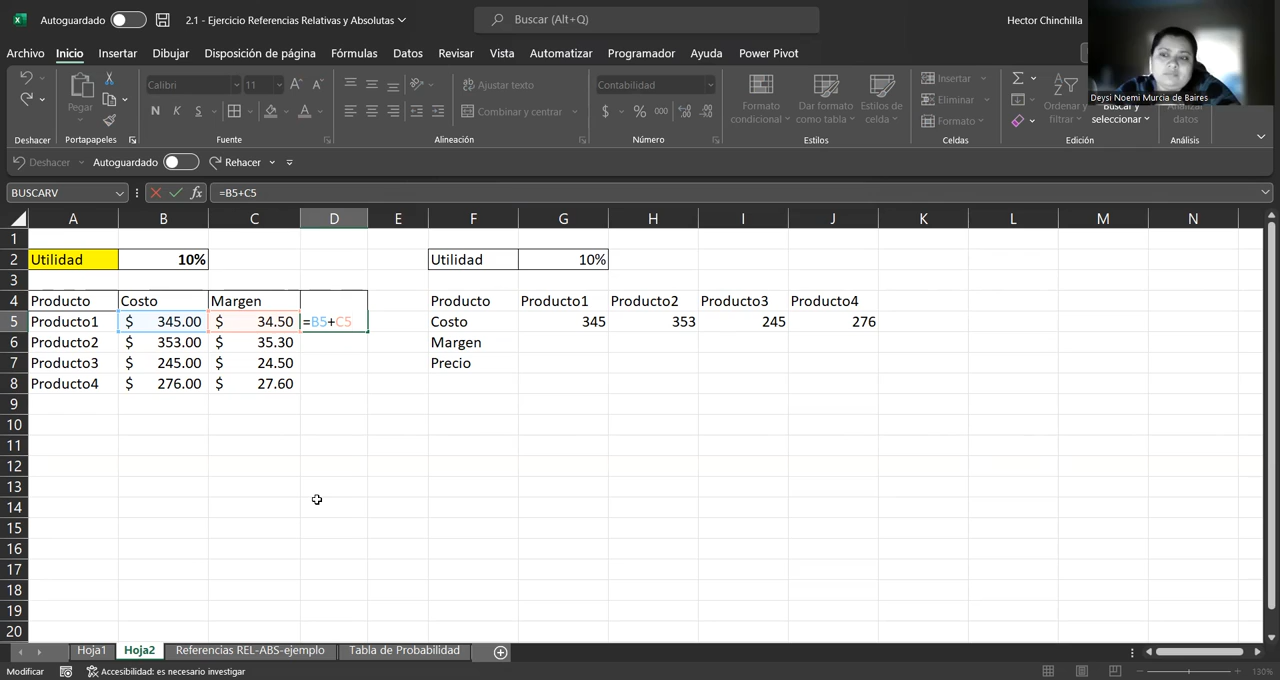 Autoguardado 2.1 - Ejercicio Referencias Relativas y Absolutas Buscar (Alt+Q) Hector Chinchilla
Archivo Inicio Insertar Dibujar Disposición de página Fórmulas Datos Revisar Vista Automatizar Programador Ayuda Power Pivot
Deysi Noemi Murcia de Baires
Pegar Calibri 11 Ajustar texto Contabilidad Formato Dar formato Estilos de Insertar Ordenar y Buscar y Analizar
N K S Combinar y centrar $ % 000 condicional como tabla celda Eliminar filtrar seleccionar datos
Formato
Deshacer Portapapeles Fuente Alineación Número Estilos Celdas Edición Análisis
Deshacer Autoguardado Rehacer
BUSCARV fx =B5+C5
A B C D E F G H I J K L M N
1
2 Utilidad 10% Utilidad 10%
3
4 Producto Costo Margen Producto Producto1 Producto2 Producto3 Producto4
5 Producto1 $ 345.00 $ 34.50 =B5+C5 Costo 345 353 245 276
6 Producto2 $ 353.00 $ 35.30 Margen
7 Producto3 $ 245.00 $ 24.50 Precio
8 Producto4 $ 276.00 $ 27.60
9
10
11
12
13
14
15
16
17
18
19
20
Hoja1 Hoja2 Referencias REL-ABS-ejemplo Tabla de Probabilidad
Modificar Accesibilidad: es necesario investigar 130%